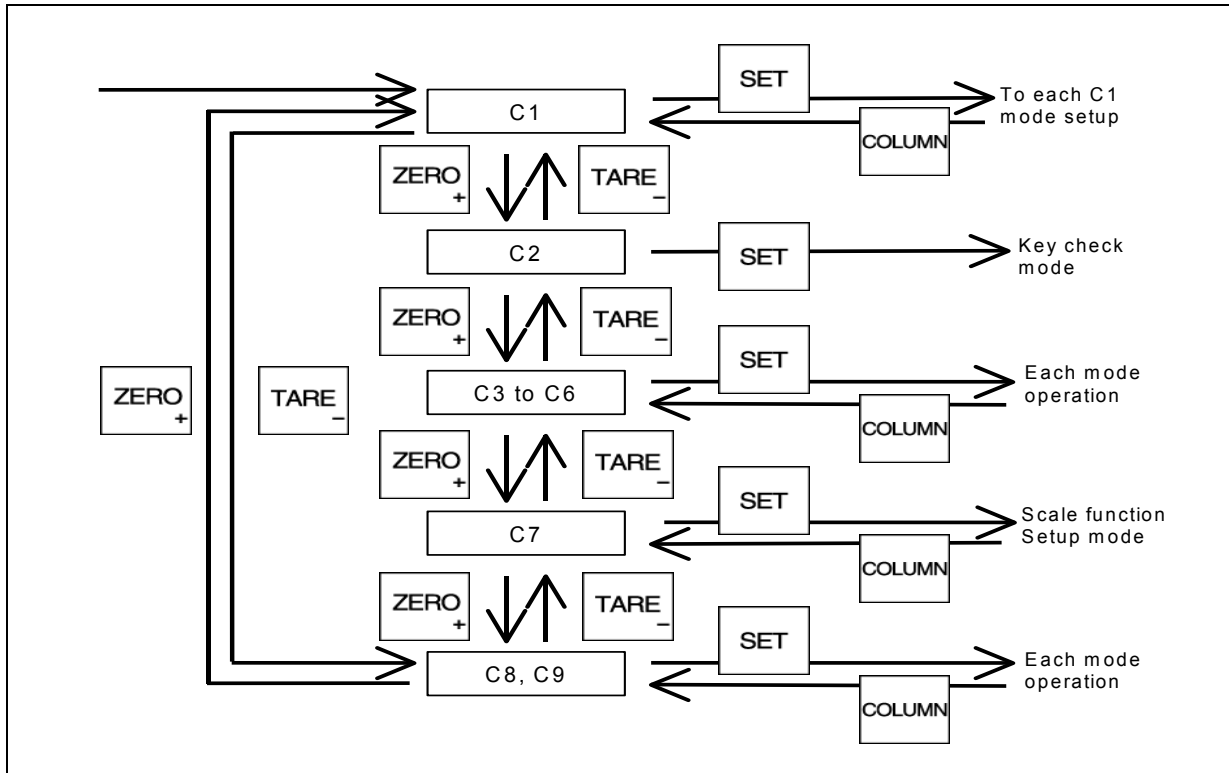 SET
To each C1
mode setup
C1
COLUMN
ZERO
+
TARE
–
C2
SET
Key check
mode
ZERO
+
TARE
–
SET
Each mode
operation
C3 to C6
COLUMN
ZERO
+
TARE
–
ZERO
+
TARE
–
SET
Scale function
Setup mode
C7
COLUMN
ZERO
+
TARE
–
SET
Each mode
operation
C8, C9
COLUMN